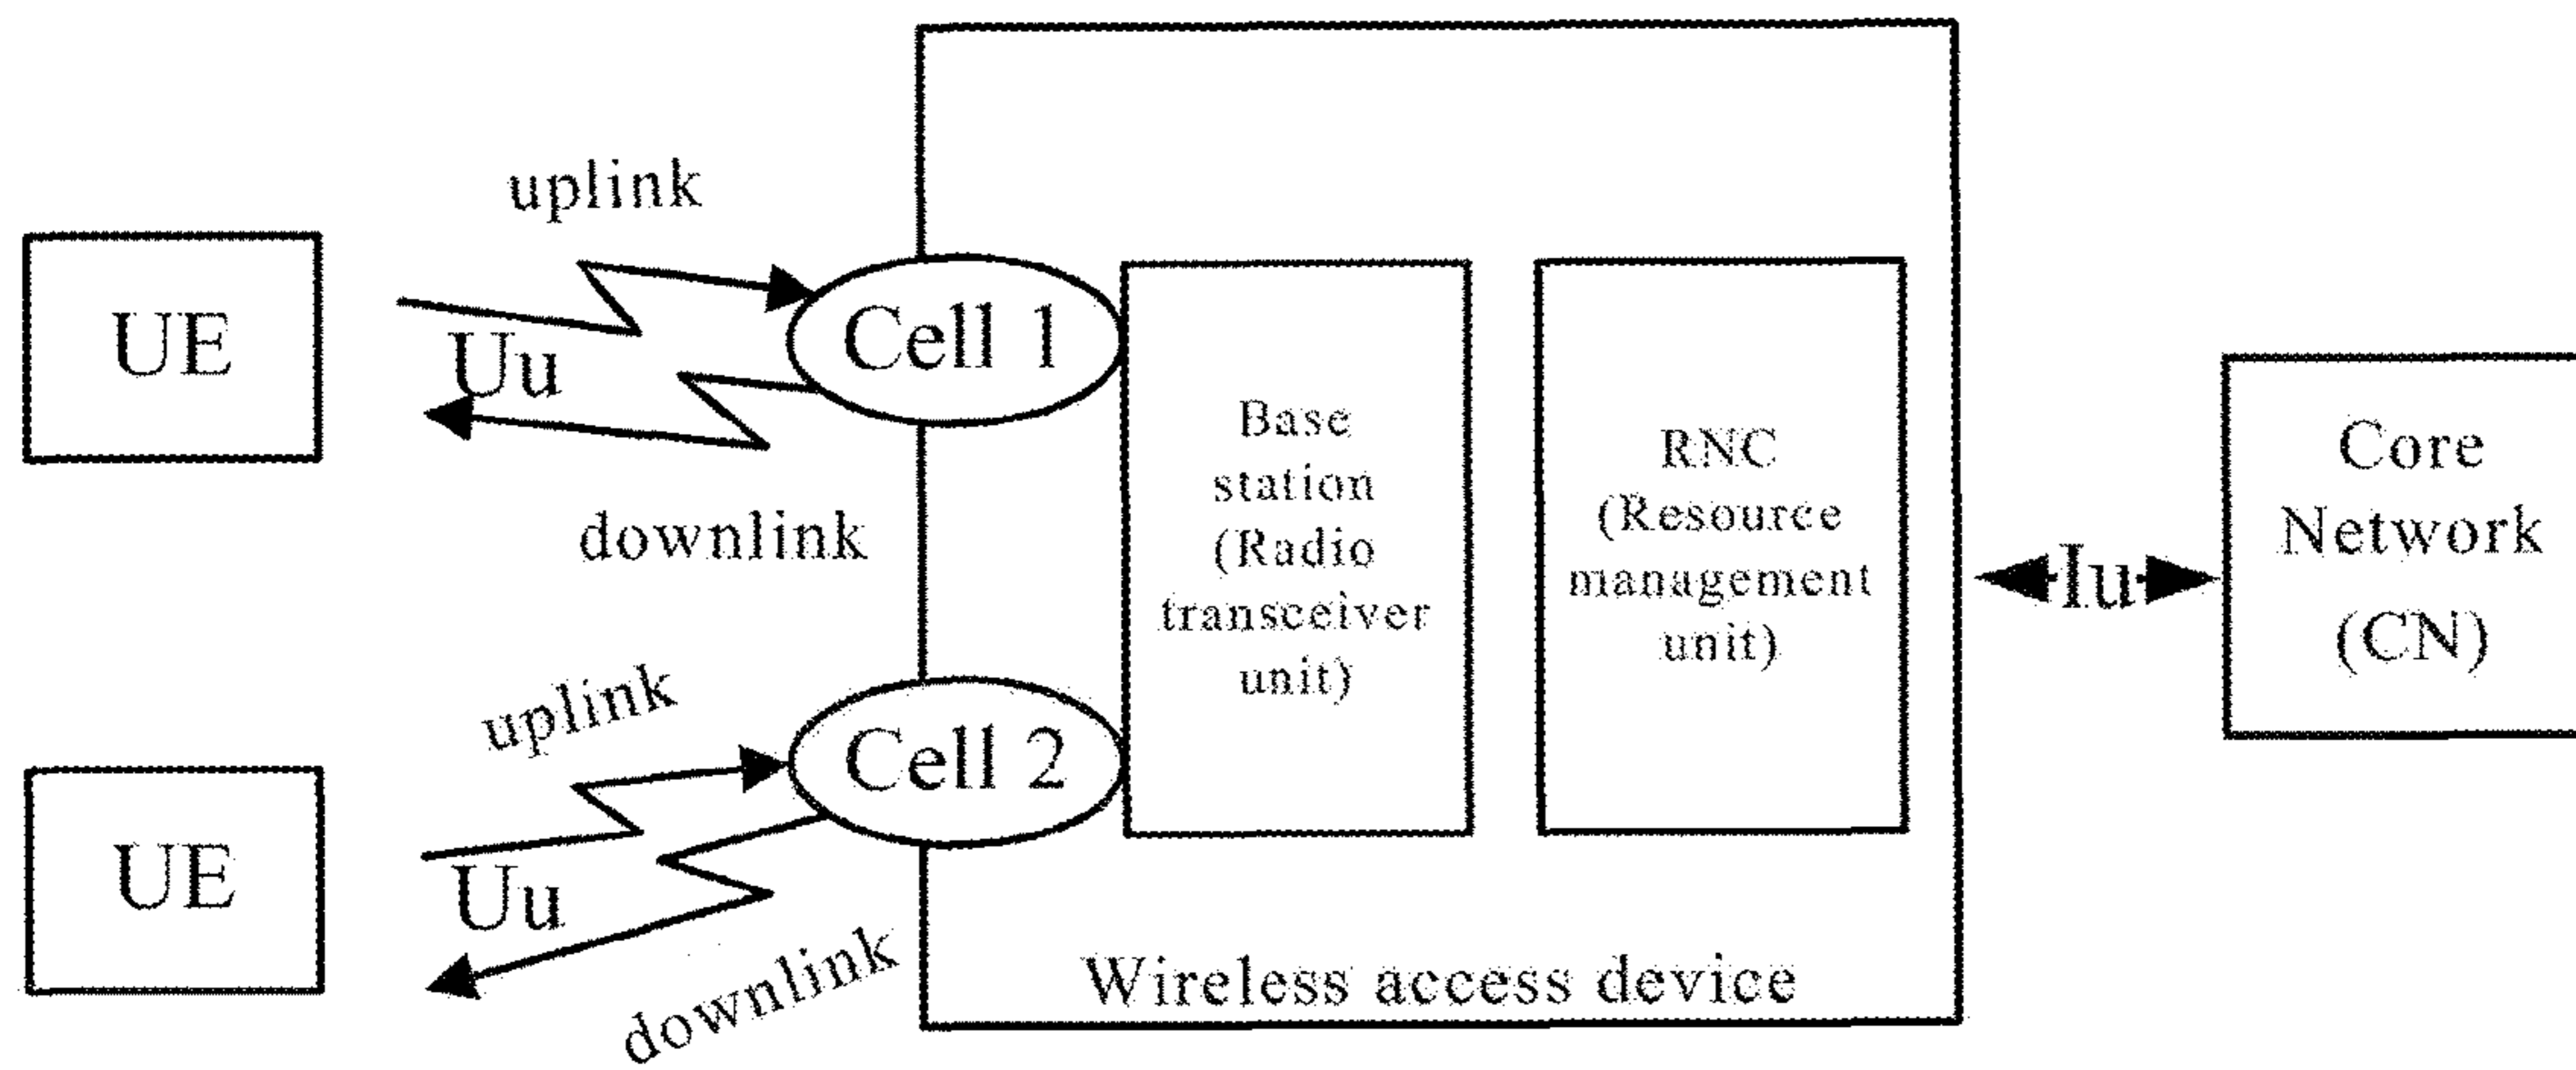 uplink
UE
Uu
Cell 1
downlink
Base
station
(Radio
transceiver
unit)
RNC
(Resource
management
unit)
Iu
Core
Network
(CN)
uplink
UE
Uu
Cell 2
downlink
Wireless access device